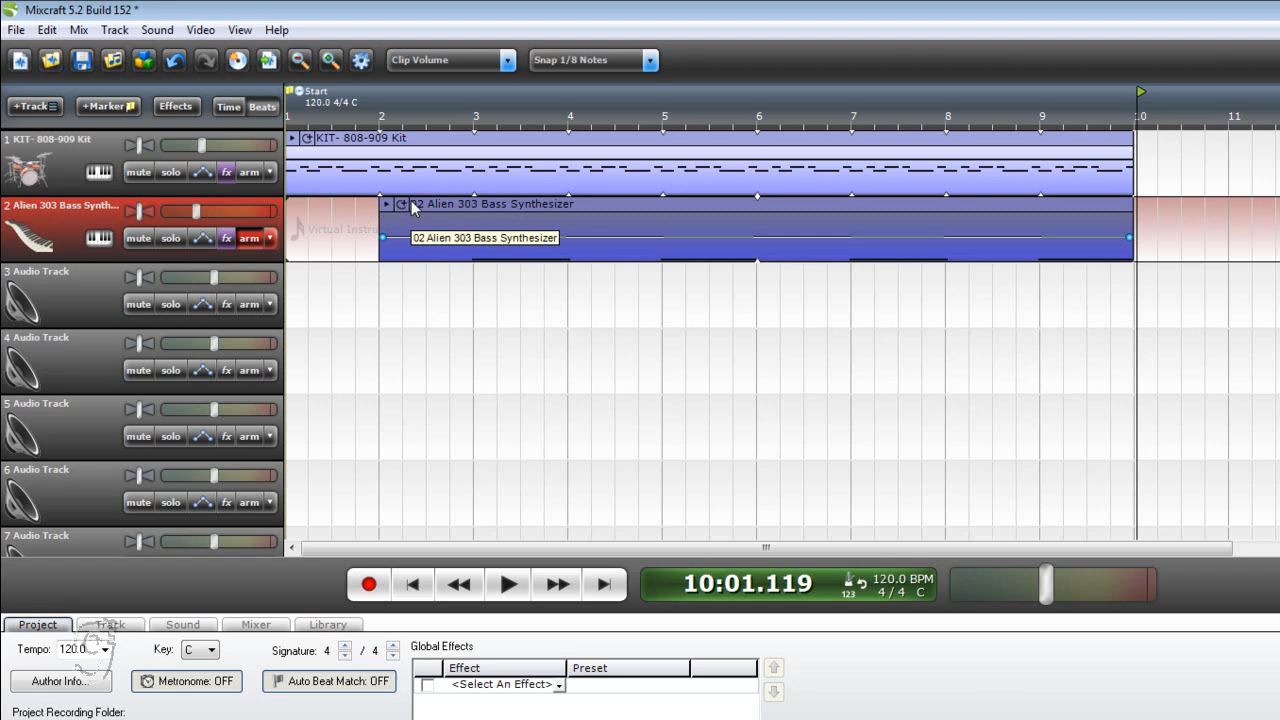 Mixcraft 5.2 Build 152 *
File Edit Mix Track Sound Video View Help
Clip Volume Snap 1/8 Notes
+Track +Marker Effects Time Beats
Start
120.0 4/4 C
1 2 3 4 5 6 7 8 9 10 11
1 KIT- 808-909 Kit
mute solo fx arm
KIT- 808-909 Kit
2 Alien 303 Bass Synth...
mute solo fx arm
02 Alien 303 Bass Synthesizer
Virtual Instru
02 Alien 303 Bass Synthesizer
3 Audio Track
mute solo fx arm
4 Audio Track
mute solo fx arm
5 Audio Track
mute solo fx arm
6 Audio Track
mute solo fx arm
7 Audio Track
10:01.119
123
120.0 BPM
4 / 4 C
Project Track Sound Mixer Library
Tempo: 120.0 Key: C Signature: 4 / 4
Author Info... Metronome: OFF Auto Beat Match: OFF
Project Recording Folder:
Global Effects
Effect Preset
<Select An Effect>